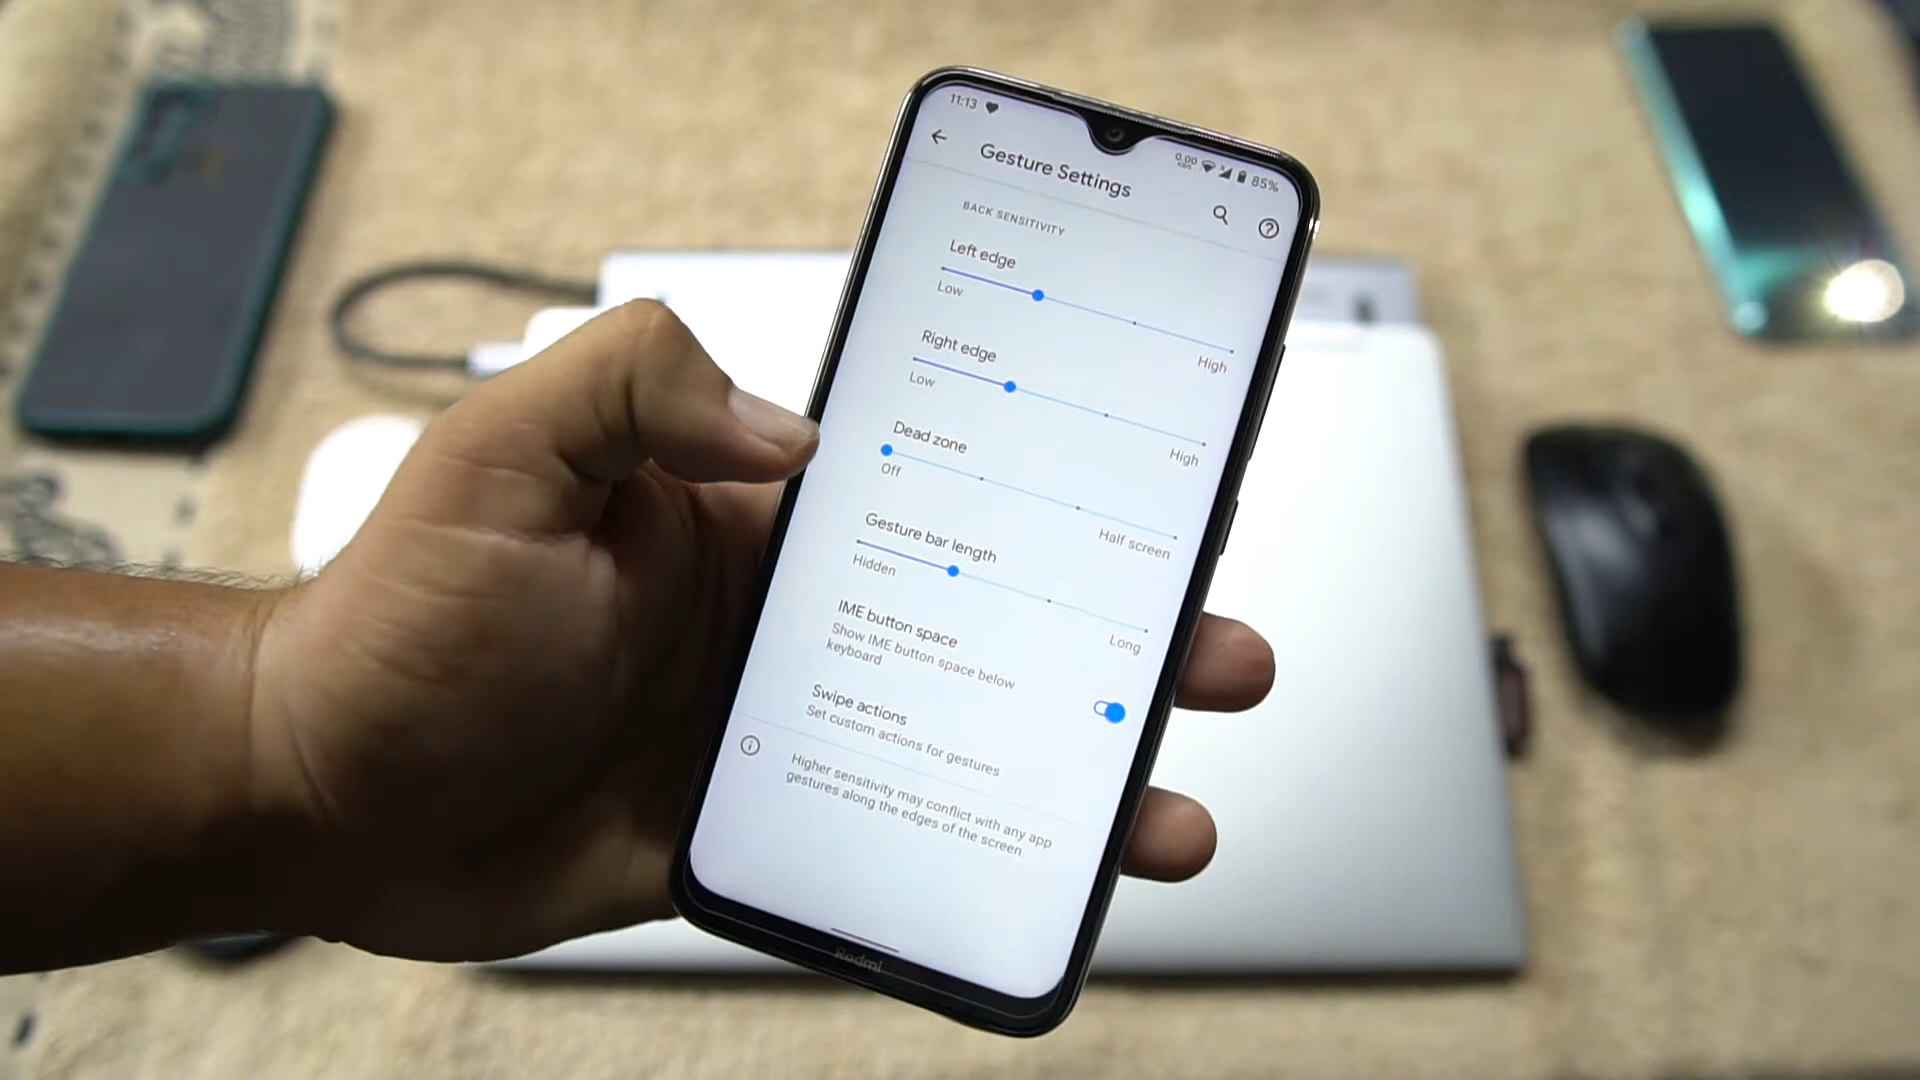 11:13
0.00
85%
Gesture Settings
BACK SENSITIVITY
Left edge
Low
High
Right edge
Low
High
Dead zone
Off
Half screen
Gesture bar length
Hidden
Long
IME button space
Show IME button space below
keyboard
Swipe actions
Set custom actions for gestures
Higher sensitivity may conflict with any app
gestures along the edges of the screen.
Redmi